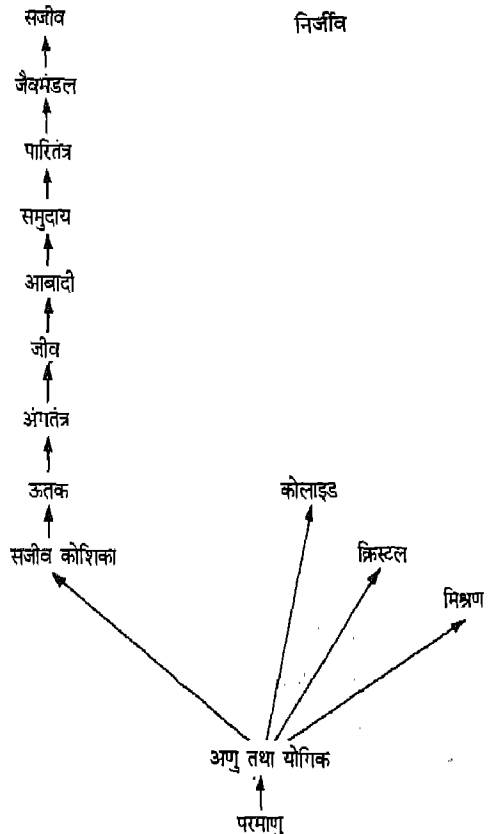 सजीव
निर्जीव
जैवमंडल
पारितंत्र
समुदाय
आबादी
जीव
अंगतंत्र
ऊतक
कोलाइड
सजीव कोशिका
क्रिस्टल
मिश्रण
अणु तथा योगिक
परमाणु